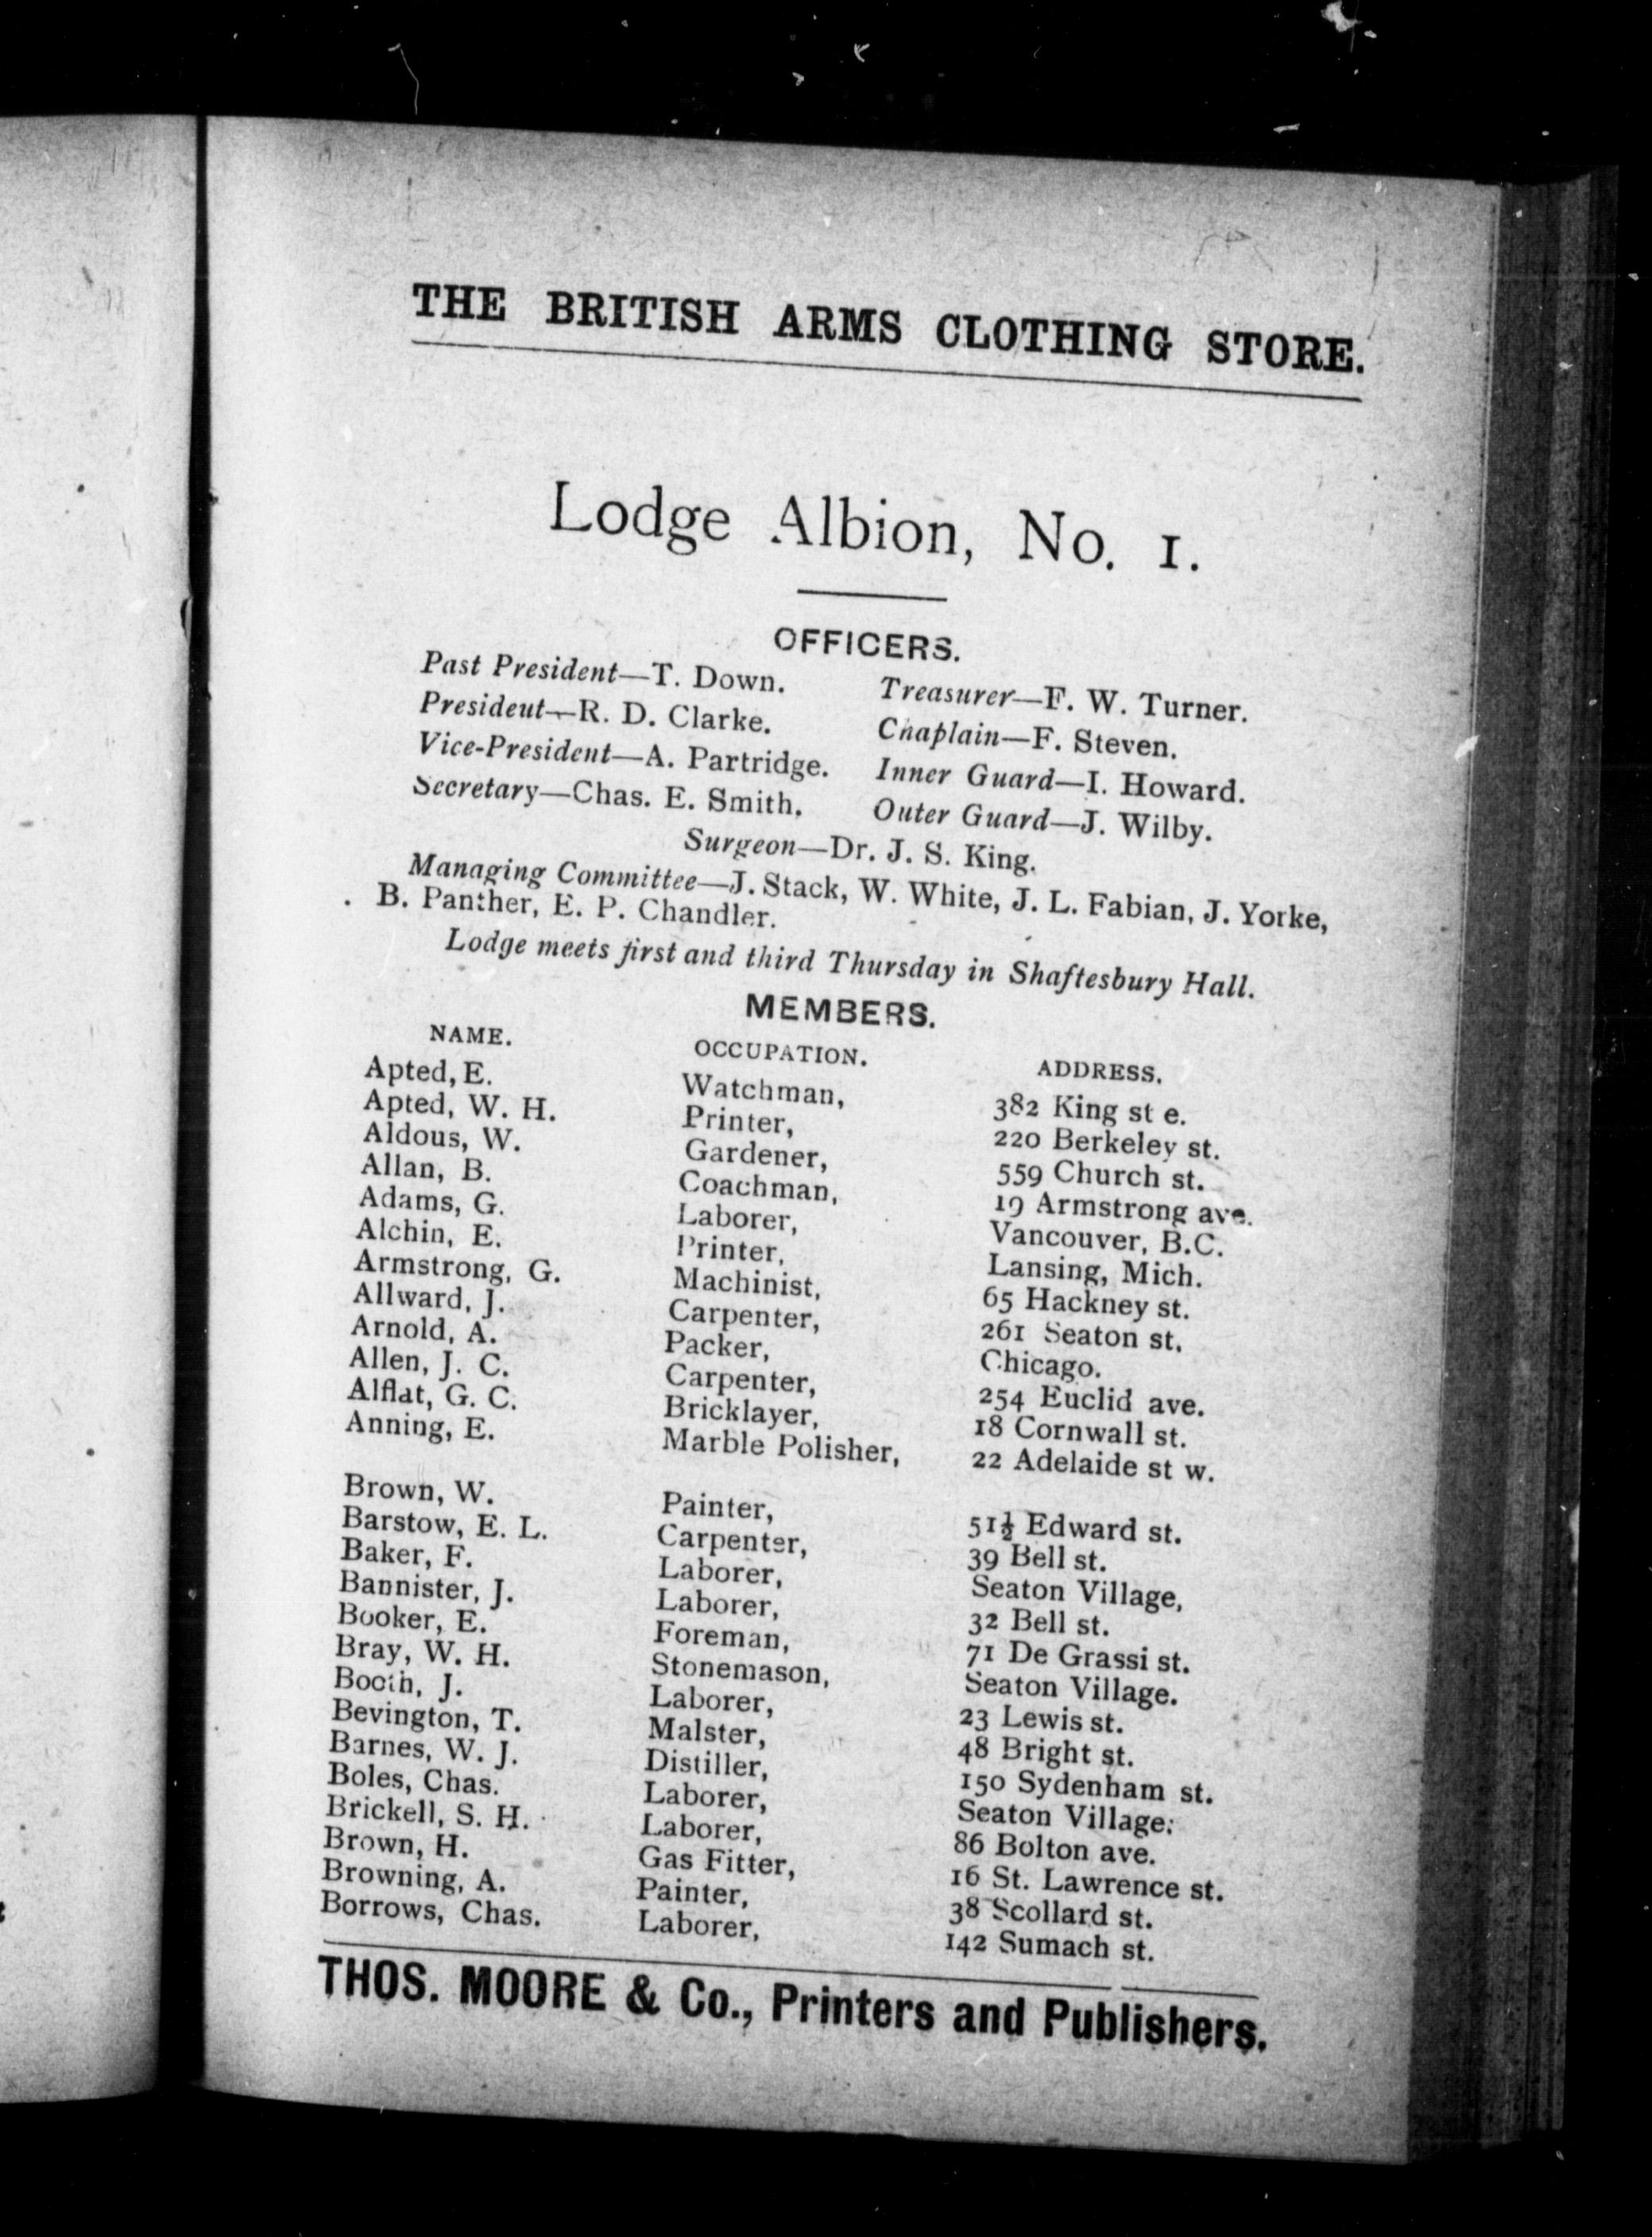 THE BRITISH ARMS CLOTHING STORE.
Lodge Albion, No. 1.
OFFICERS.
Past President—T. Down. Treasurer—F. W. Turner.
Presideut—R. D. Clarke. Chaplain—F. Steven.
Vice-President—A. Partridge. Inner Guard—I. Howard.
Secretary—Chas. E. Smith. Outer Guard—J. Wilby.
Surgeon—Dr. J. S. King.
Managing Committee—J. Stack, W. White, J. L. Fabian, J. Yorke,
B. Panther, E. P. Chandler.
Lodge meets first and third Thursday in Shaftesbury Hall.
MEMBERS.
NAME. OCCUPATION. ADDRESS.
Apted, E. Watchman, 382 King st e.
Apted, W. H. Printer, 220 Berkeley st.
Aldous, W. Gardener, 559 Church st.
Allan, B. Coachman, 19 Armstrong ave.
Adams, G. Laborer, Vancouver, B.C.
Alchin, E. Printer, Lansing, Mich.
Armstrong, G. Machinist, 65 Hackney st.
Allward, J. Carpenter, 261 Seaton st.
Arnold, A. Packer, Chicago.
Allen, J. C. Carpenter, 254 Euclid ave.
Alflat, G. C. Bricklayer, 18 Cornwall st.
Anning, E. Marble Polisher, 22 Adelaide st w.
Brown, W. Painter, 51½ Edward st.
Barstow, E. L. Carpenter, 39 Bell st.
Baker, F. Laborer, Seaton Village,
Bannister, J. Laborer, 32 Bell st.
Booker, E. Foreman, 71 De Grassi st.
Bray, W. H. Stonemason, Seaton Village.
Booth, J. Laborer, 23 Lewis st.
Bevington, T. Malster, 48 Bright st.
Barnes, W. J. Distiller, 150 Sydenham st.
Boles, Chas. Laborer, Seaton Village.
Brickell, S. H. Laborer, 86 Bolton ave.
Brown, H. Gas Fitter, 16 St. Lawrence st.
Browning, A. Painter, 38 Scollard st.
Borrows, Chas. Laborer, 142 Sumach st.
THOS. MOORE & Co., Printers and Publishers.